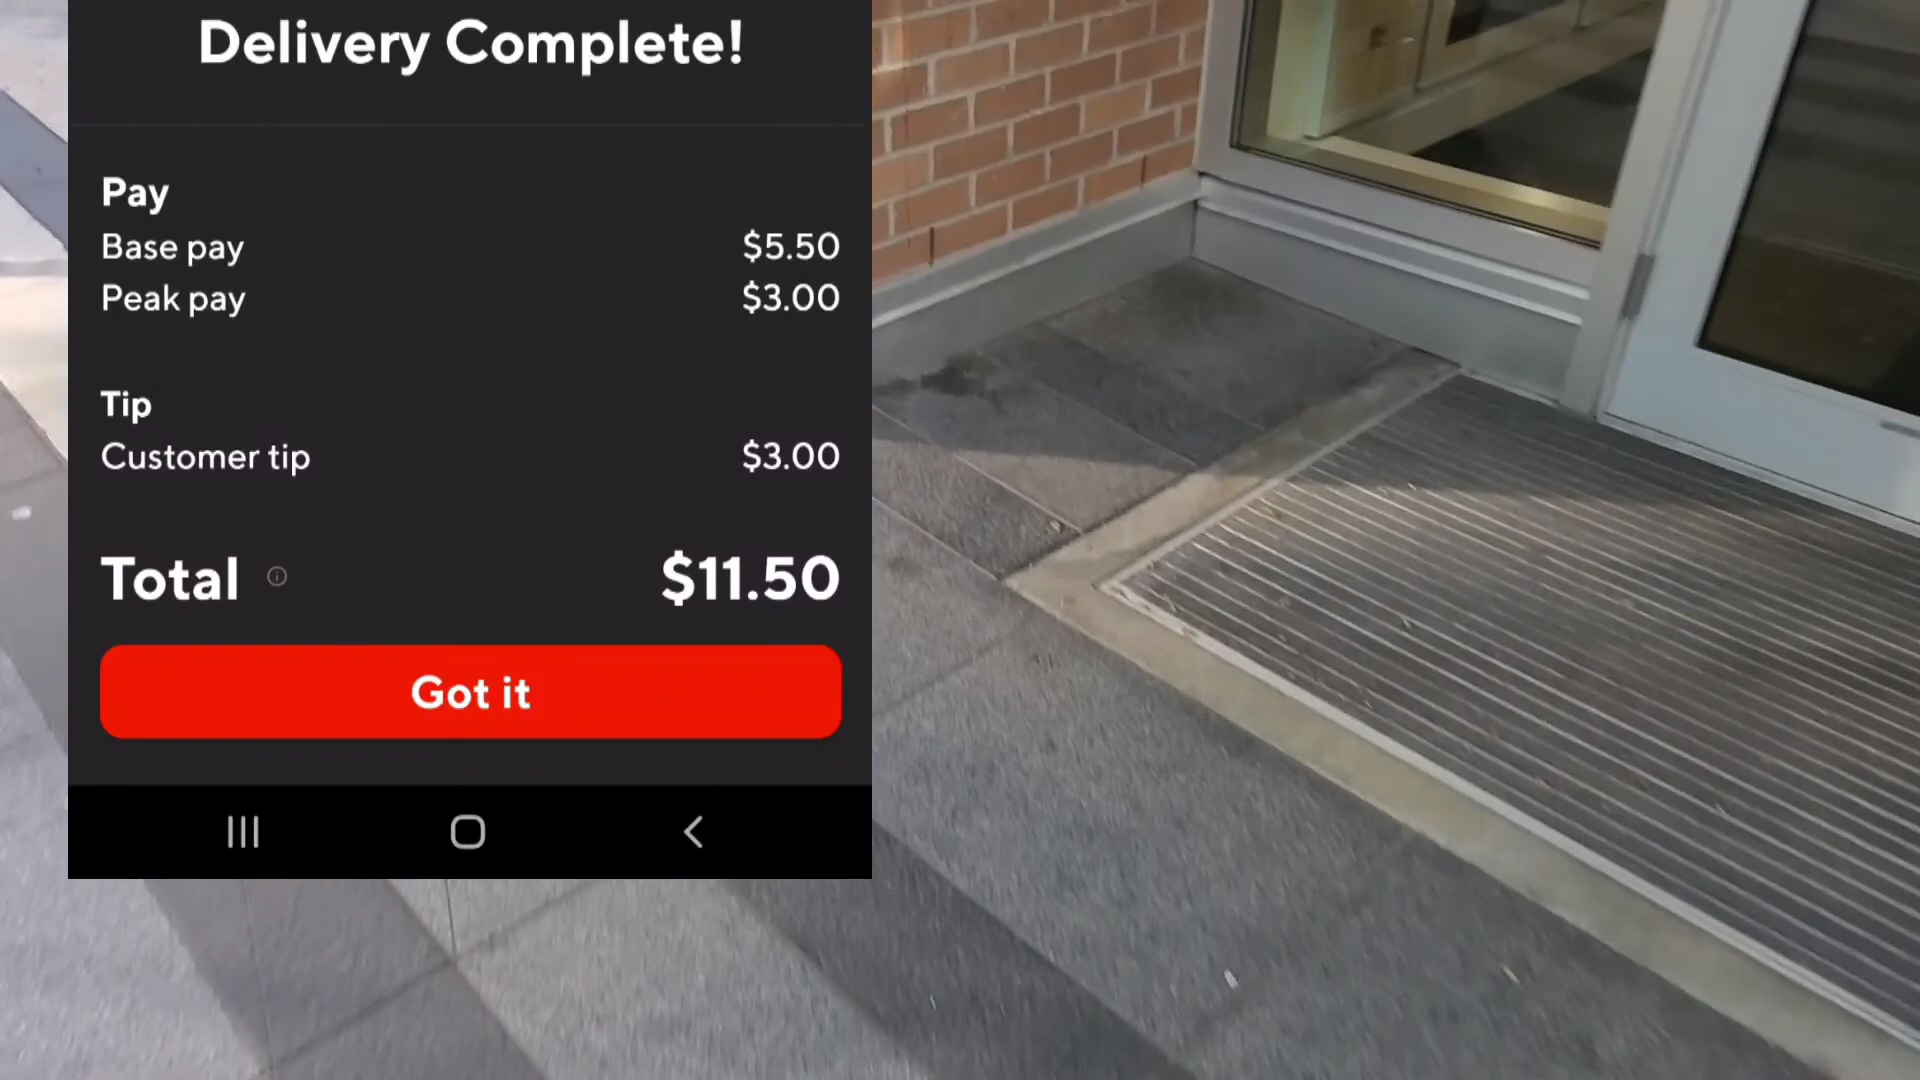 Delivery Complete!
Pay
Base pay $5.50
Peak pay $3.00
Tip
Customer tip $3.00
Total $11.50
Got it